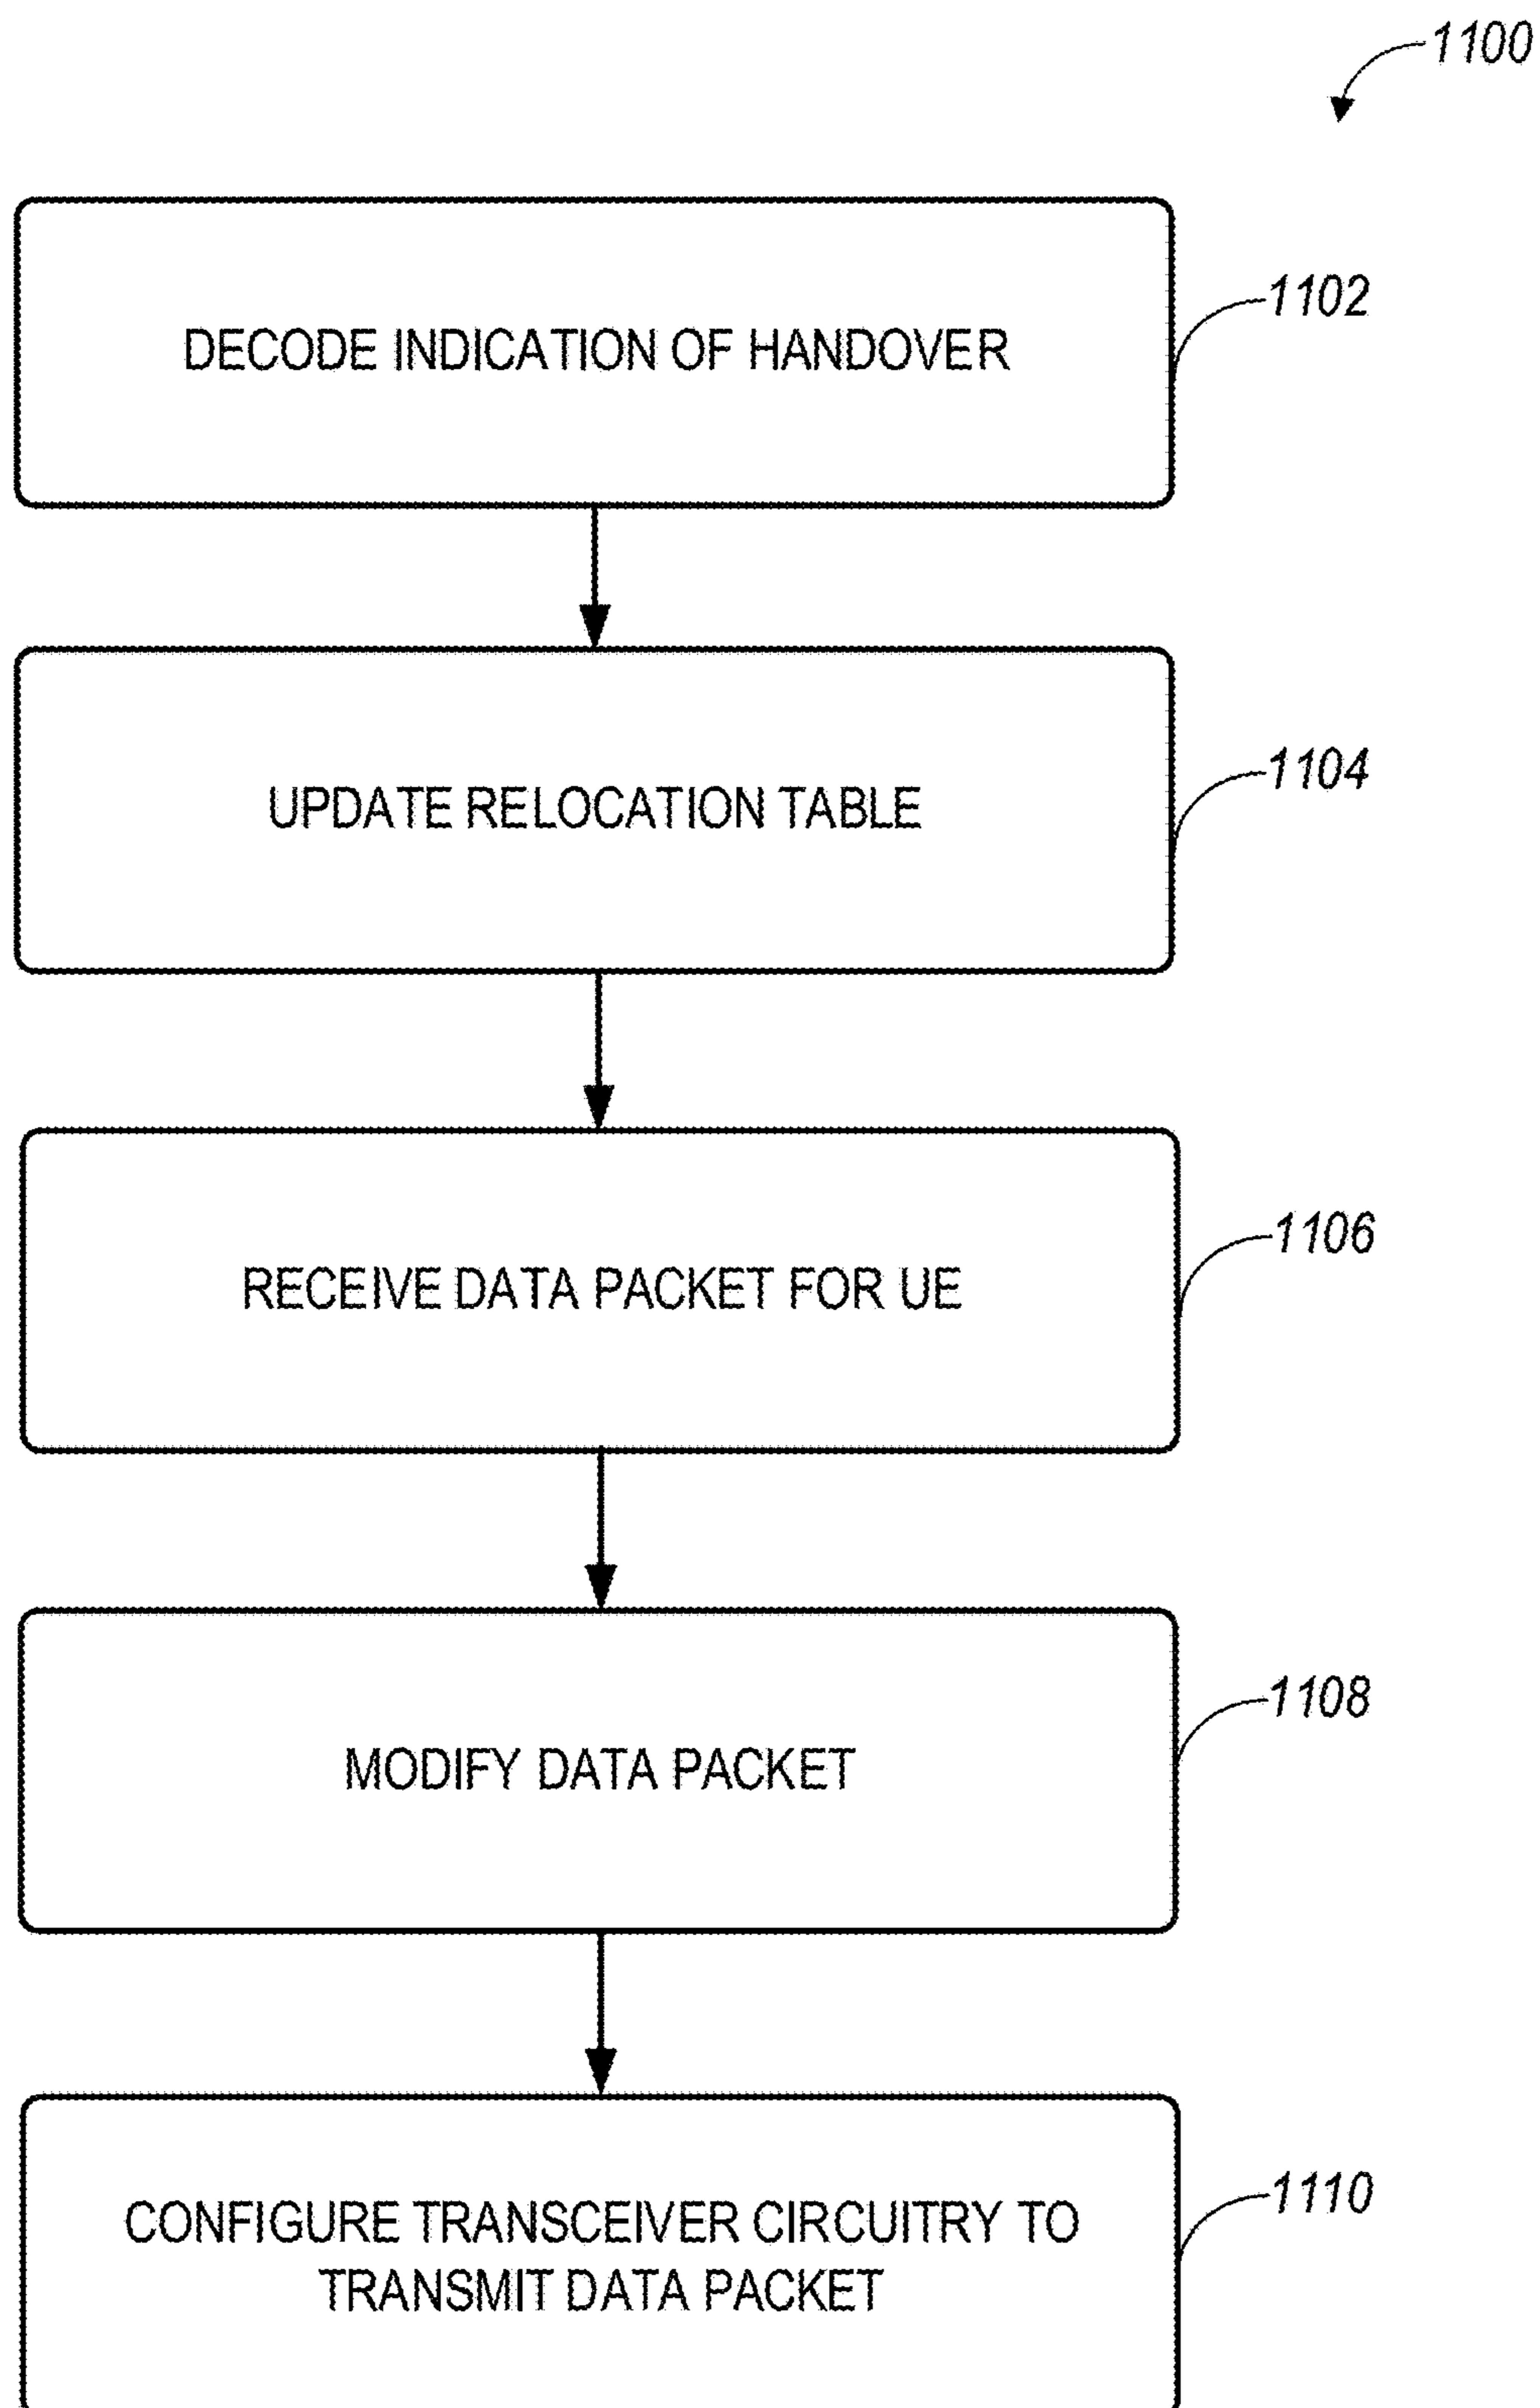 1100
DECODE INDICATION OF HANDOVER
1102
UPDATE RELOCATION TABLE
1104
RECEIVE DATA PACKET FOR UE
1106
MODIFY DATA PACKET
1108
CONFIGURE TRANSCEIVER CIRCUITRY TO
TRANSMIT DATA PACKET
1110